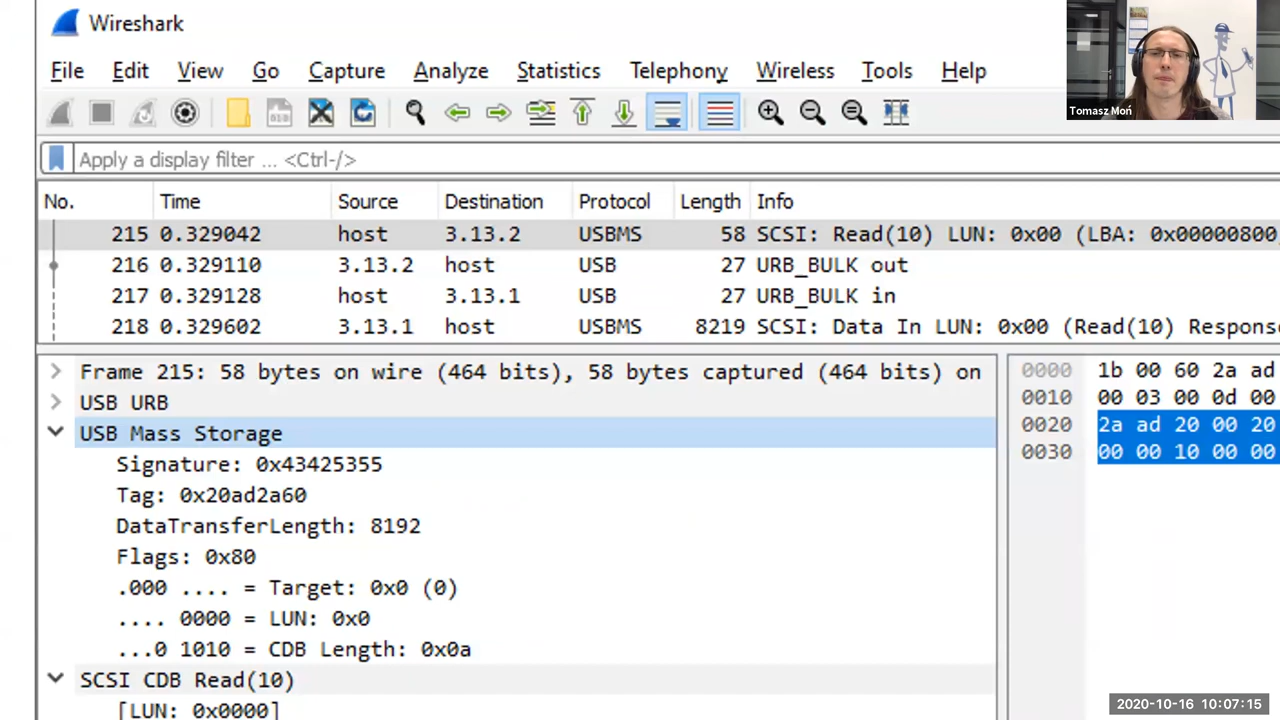 Wireshark
File Edit View Go Capture Analyze Statistics Telephony Wireless Tools Help
Tomasz Moń
Apply a display filter ... <Ctrl-/>
No. Time Source Destination Protocol Length Info
215 0.329042 host 3.13.2 USBMS 58 SCSI: Read(10) LUN: 0x00 (LBA: 0x00000800,
216 0.329110 3.13.2 host USB 27 URB_BULK out
217 0.329128 host 3.13.1 USB 27 URB_BULK in
218 0.329602 3.13.1 host USBMS 8219 SCSI: Data In LUN: 0x00 (Read(10) Response
Frame 215: 58 bytes on wire (464 bits), 58 bytes captured (464 bits) on
USB URB
USB Mass Storage
Signature: 0x43425355
Tag: 0x20ad2a60
DataTransferLength: 8192
Flags: 0x80
.000 .... = Target: 0x0 (0)
.... 0000 = LUN: 0x0
...0 1010 = CDB Length: 0x0a
SCSI CDB Read(10)
[LUN: 0x0000]
0000 1b 00 60 2a ad
0010 00 03 00 0d 00
0020 2a ad 20 00 20
0030 00 00 10 00 00
2020-10-16 10:07:15